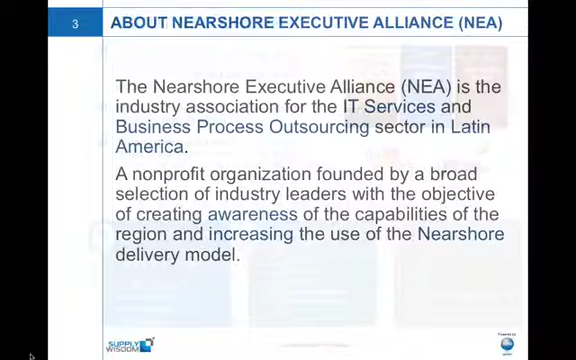 3
ABOUT NEARSHORE EXECUTIVE ALLIANCE (NEA)
The Nearshore Executive Alliance (NEA) is the
industry association for the IT Services and
Business Process Outsourcing sector in Latin
America.
A nonprofit organization founded by a broad
selection of industry leaders with the objective
of creating awareness of the capabilities of the
region and increasing the use of the Nearshore
delivery model.
SUPPLY
WISDOM
Powered by